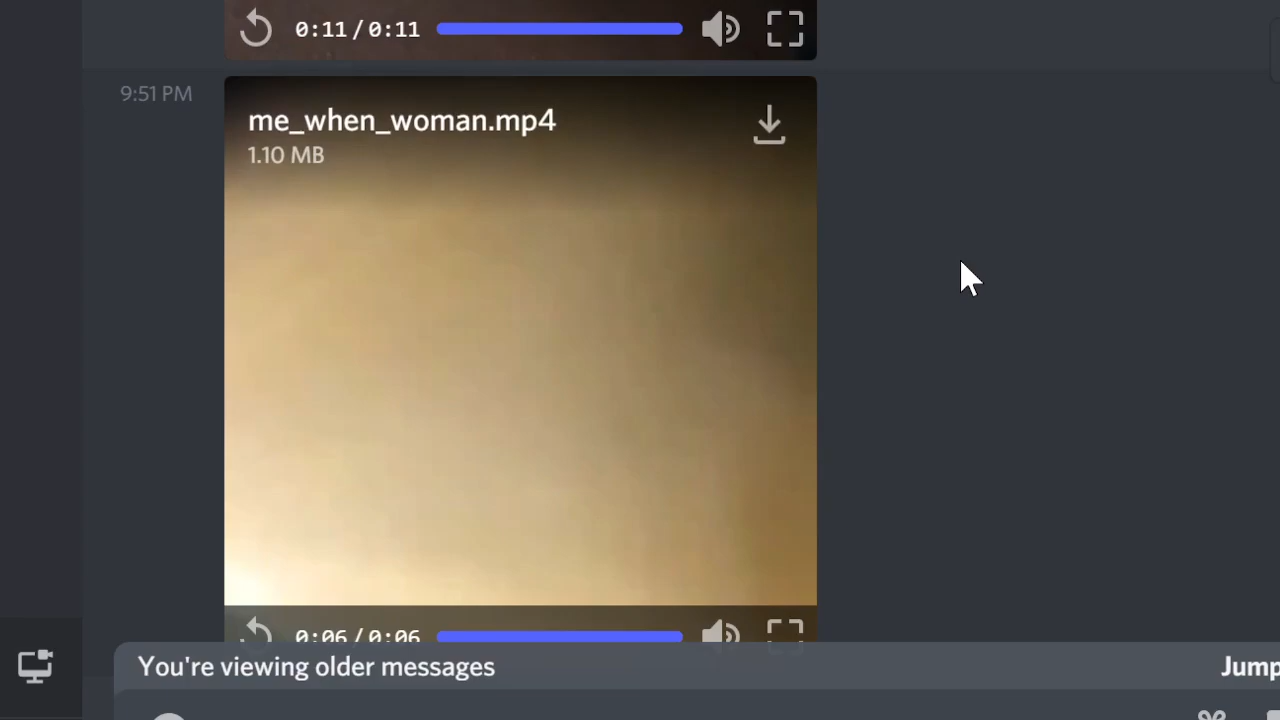 0:11/0:11
9:51 PM
me_when_woman.mp4
1.10 MB
0:06/0:06
You're viewing older messages
Jump